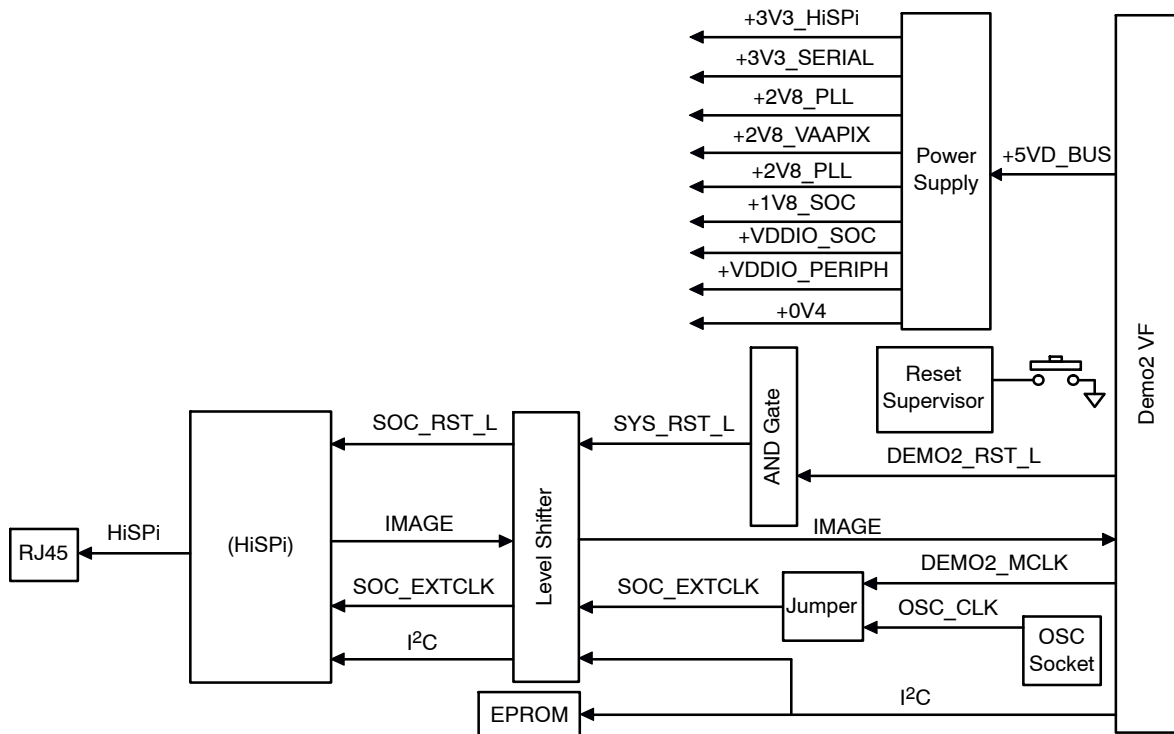 +3V3_HiSPi
+3V3_SERIAL
+2V8_PLL
+2V8_VAAPIX
+2V8_PLL
+1V8_SOC
+VDDIO_SOC
+VDDIO_PERIPH
+0V4
Power
Supply
+5VD_BUS
Demo2 VF
Reset
Supervisor
AND Gate
SOC_RST_L
SYS_RST_L
DEMO2_RST_L
RJ45
HiSPi
(HiSPi)
IMAGE
Level Shifter
IMAGE
DEMO2_MCLK
SOC_EXTCLK
SOC_EXTCLK
Jumper
OSC_CLK
OSC
Socket
I²C
EPROM
I²C